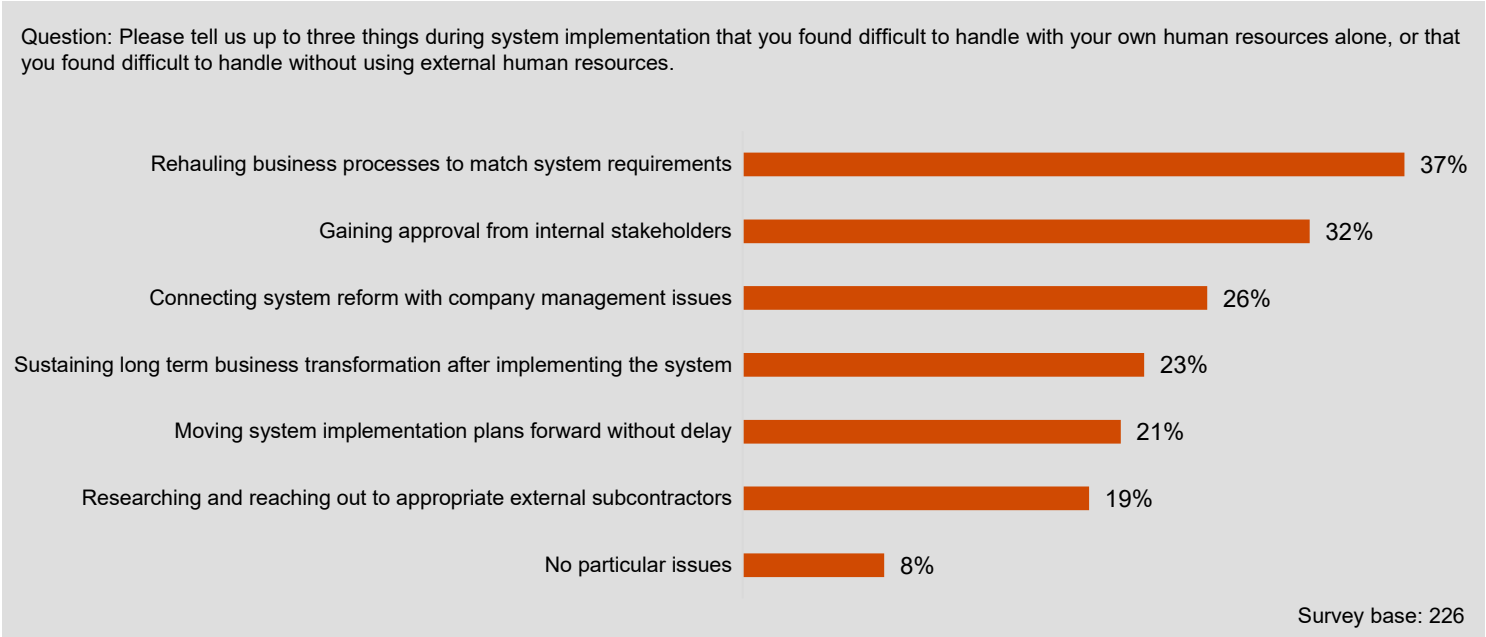 Question: Please tell us up to three things during system implementation that you found difficult to handle with your own human resources alone, or that
you found difficult to handle without using external human resources.
Rehauling business processes to match system requirements 37%
Gaining approval from internal stakeholders 32%
Connecting system reform with company management issues 26%
Sustaining long term business transformation after implementing the system 23%
Moving system implementation plans forward without delay 21%
Researching and reaching out to appropriate external subcontractors 19%
No particular issues 8%
Survey base: 226